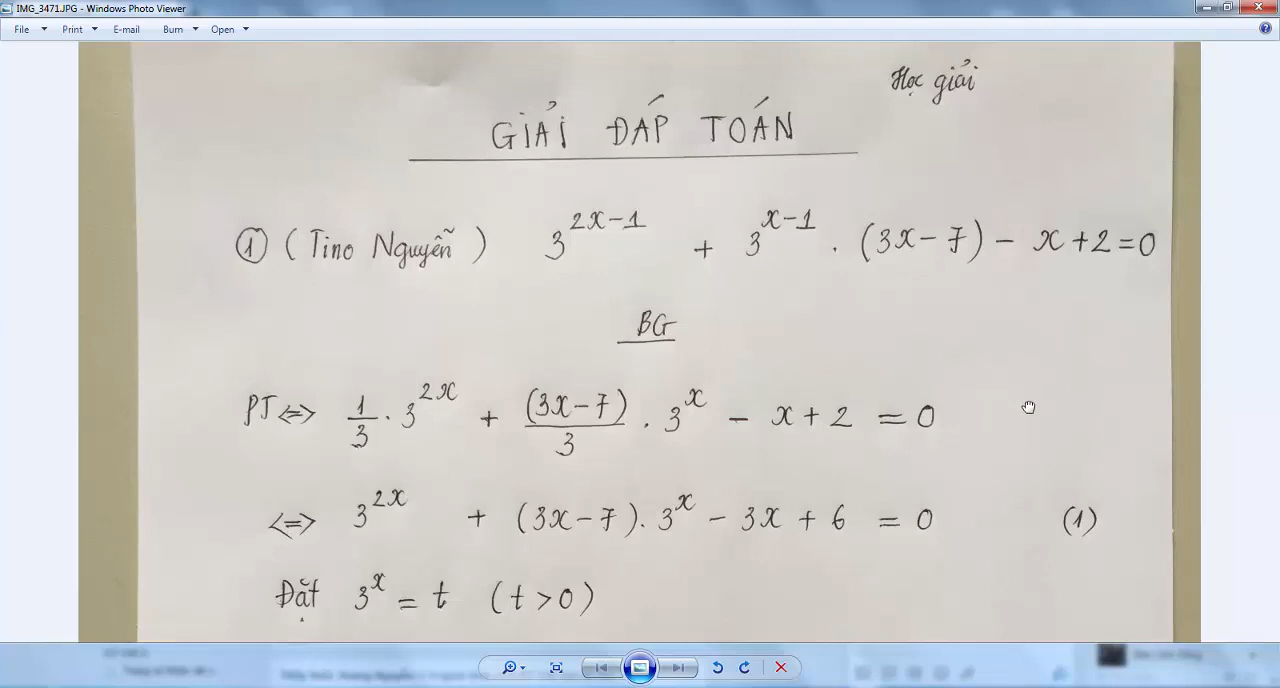 IMG_3471.JPG - Windows Photo Viewer
File Print E-mail Burn Open
Học giải
GIẢI ĐÁP TOÁN
① (Tino Nguyễn) 3^{2x-1} + 3^{x-1} . (3x-7) - x+2=0
BG
PT <=> 1/3 . 3^{2x} + (3x-7)/3 . 3^x - x+2 = 0
<=> 3^{2x} + (3x-7). 3^x - 3x + 6 = 0 (1)
Đặt 3^x = t (t>0)